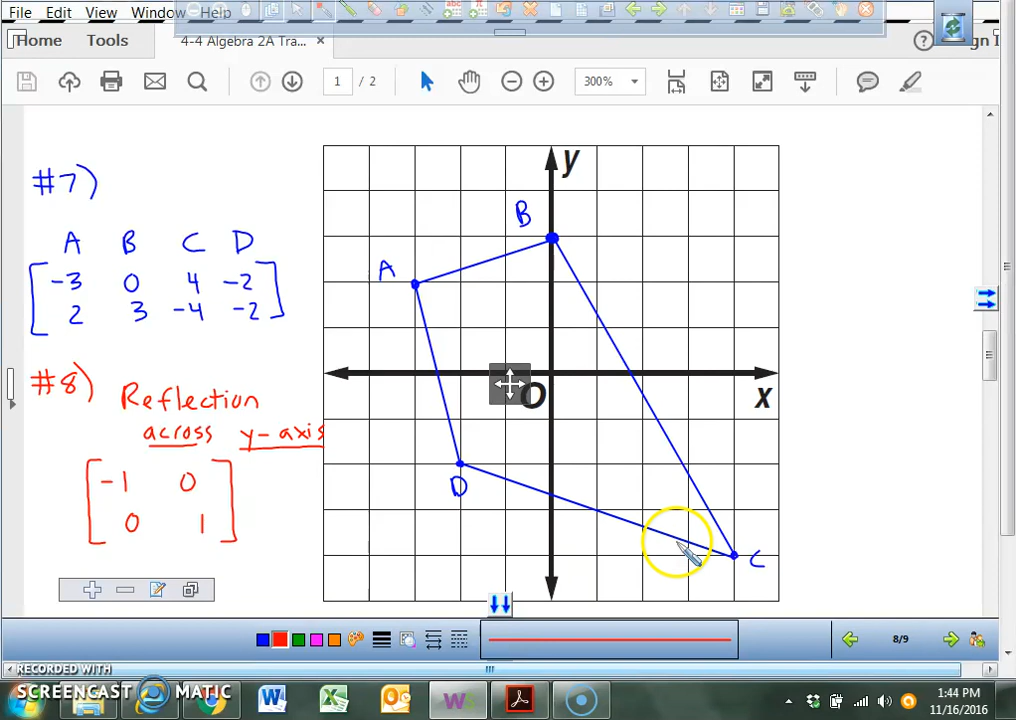 File Edit View Window Help
Home Tools 4-4 Algebra 2A Tra... ×
1 / 2 300%
#7)
A B C D
-3 0 4 -2
2 3 -4 -2
#8) Reflection
across y-axis
-1 0
0 1
y
B
A
O
x
D
C
8/9
RECORDED WITH
SCREENCAST MATIC
1:44 PM
11/16/2016